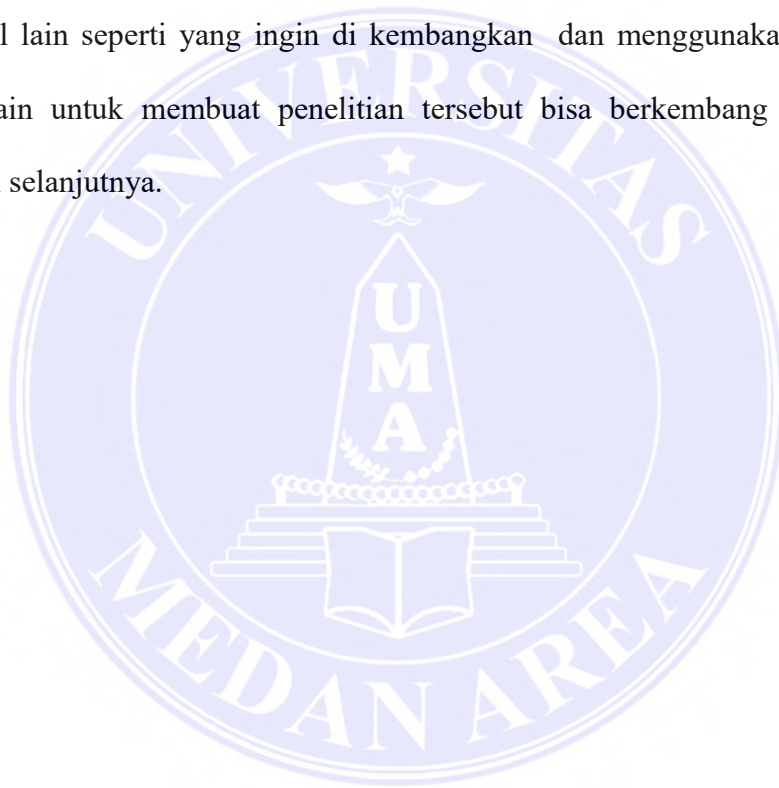 l lain seperti yang ingin di kembangkan dan menggunaka
ain untuk membuat penelitian tersebut bisa berkembang
selanjutnya.
UNIVERSITAS
U
M
A
MEDAN AREA